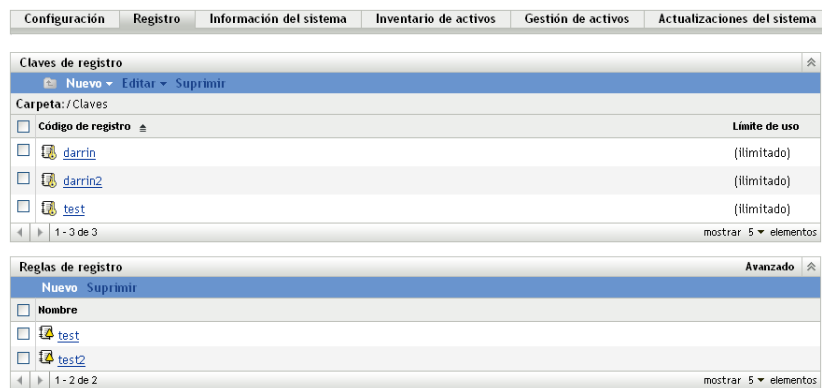 Configuración Registro Información del sistema Inventario de activos Gestión de activos Actualizaciones del sistema
Claves de registro
Nuevo Editar Suprimir
Carpeta: / Claves
Código de registro Límite de uso
darrin (ilimitado)
darrin2 (ilimitado)
test (ilimitado)
1 - 3 de 3 mostrar 5 elementos
Reglas de registro Avanzado
Nuevo Suprimir
Nombre
test
test2
1 - 2 de 2 mostrar 5 elementos